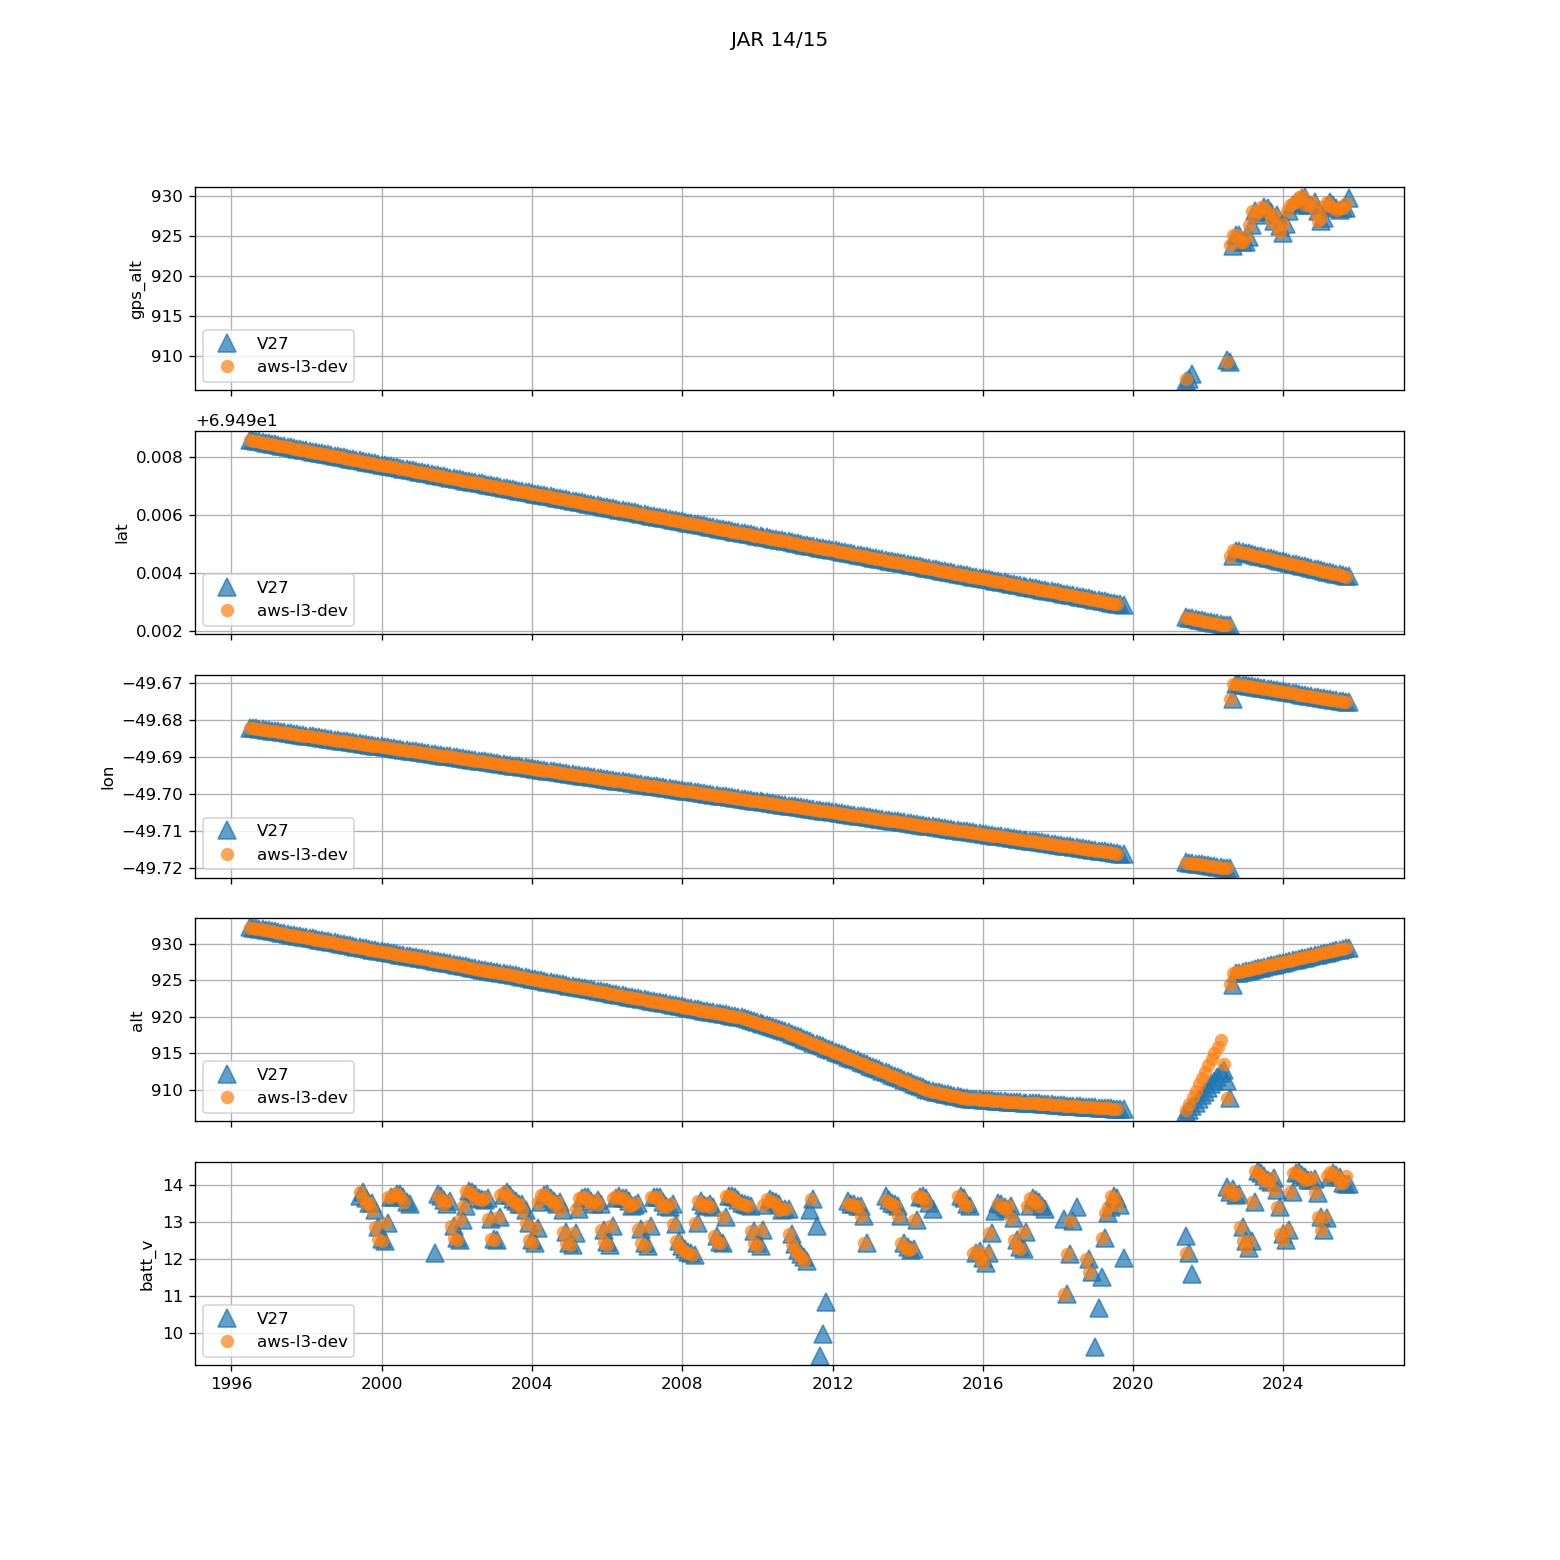 JAR 14/15
930
925
920
915
910
gps_alt
V27
aws-l3-dev
+6.949e1
0.008
0.006
0.004
0.002
lat
V27
aws-l3-dev
−49.67
−49.68
−49.69
−49.70
−49.71
−49.72
lon
V27
aws-l3-dev
930
925
920
915
910
alt
V27
aws-l3-dev
14
13
12
11
10
batt_v
V27
aws-l3-dev
1996 2000 2004 2008 2012 2016 2020 2024